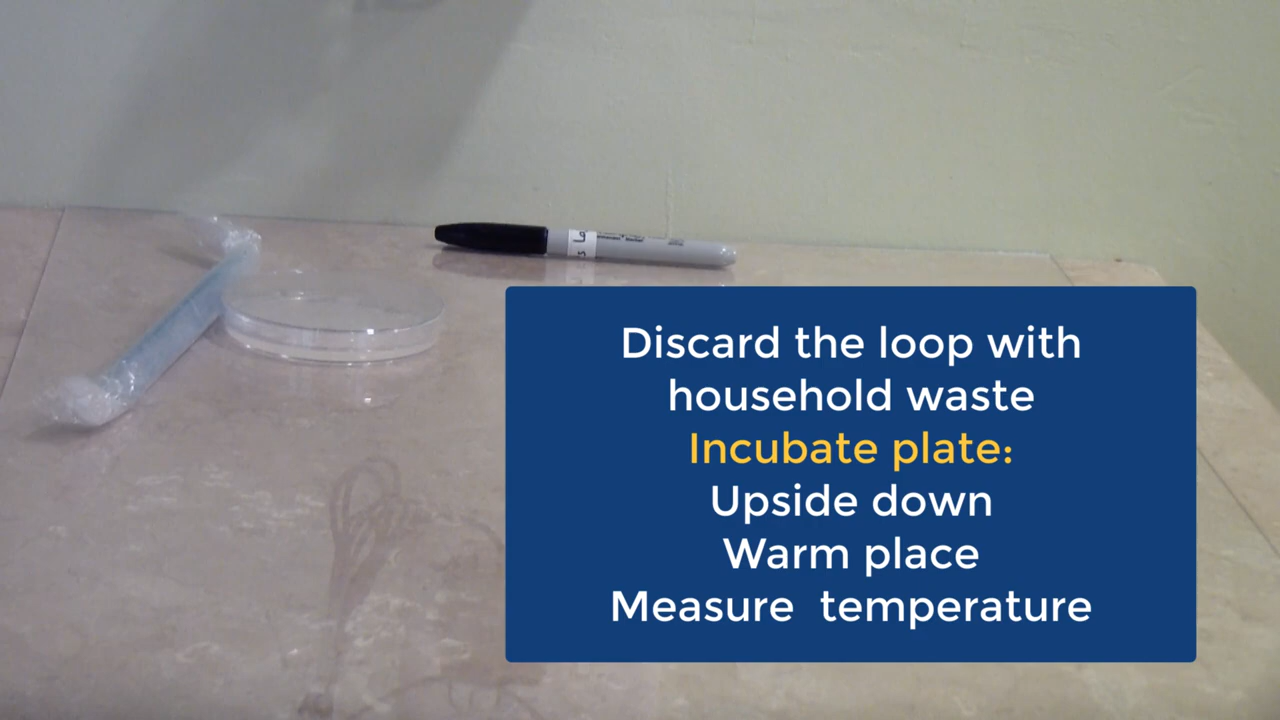 Discard the loop with
household waste
Incubate plate:
Upside down
Warm place
Measure temperature